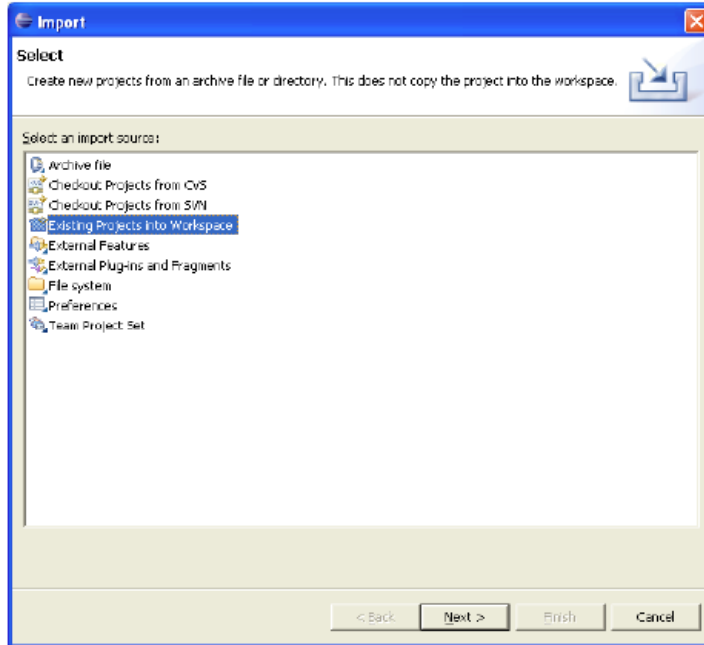 Import
Select
Create new projects from an archive file or directory. This does not copy the project into the workspace.
Select an import source:
Archive file
Checkout Projects from CVS
Checkout Projects from SVN
Existing Projects into Workspace
External Features
External Plug-ins and Fragments
File system
Preferences
Team Project Set
< Back Next > Finish Cancel